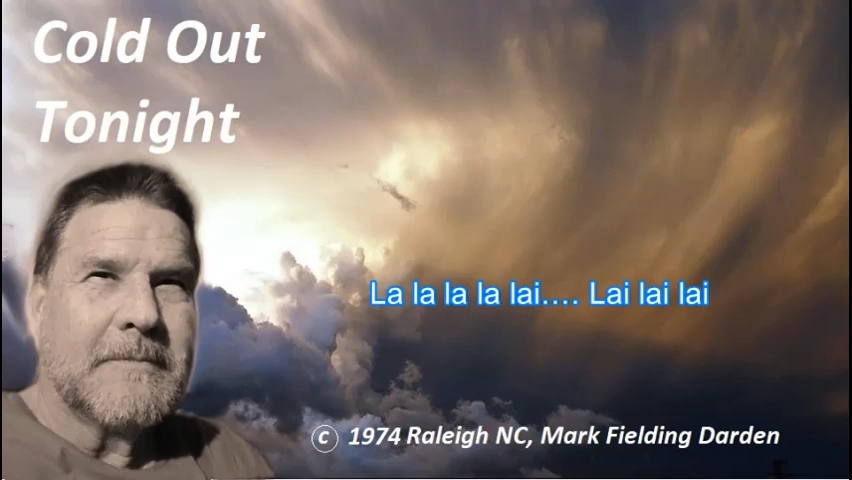 Cold Out
Tonight
La la la la lai.... Lai lai lai
© 1974 Raleigh NC, Mark Fielding Darden